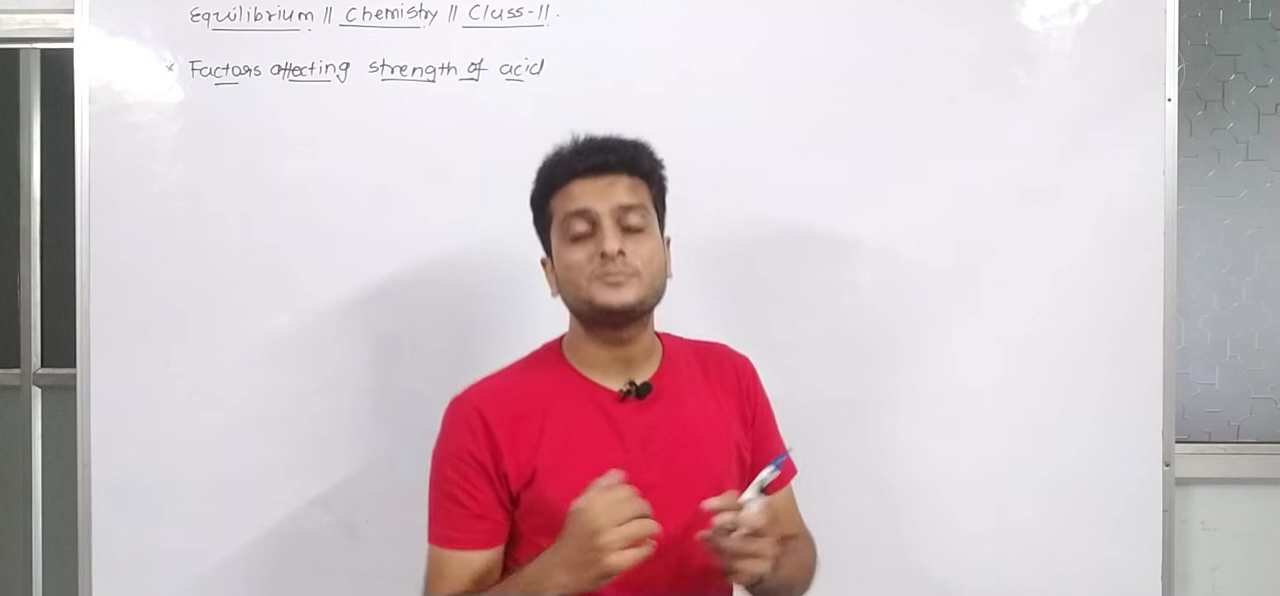 Equilibrium || Chemistry || Class-11.
* Factors affecting strength of acid